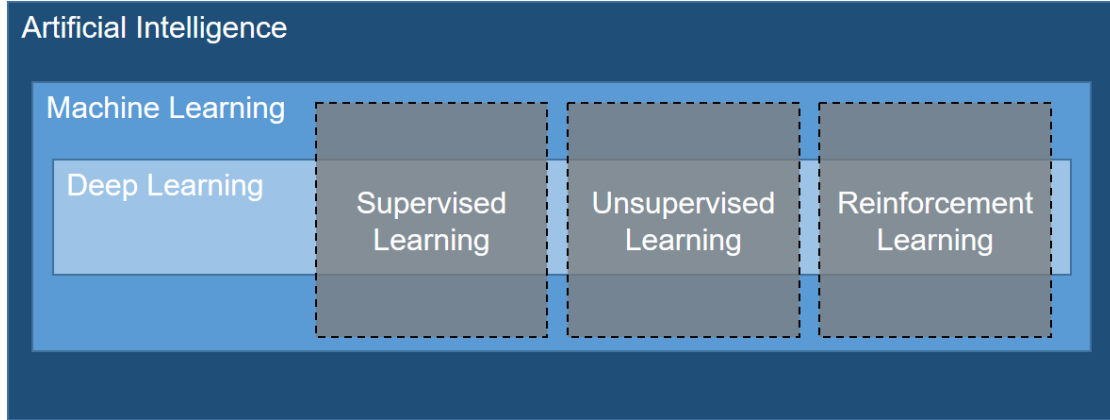 Artificial Intelligence
Machine Learning
Deep Learning
Supervised
Learning
Unsupervised
Learning
Reinforcement
Learning